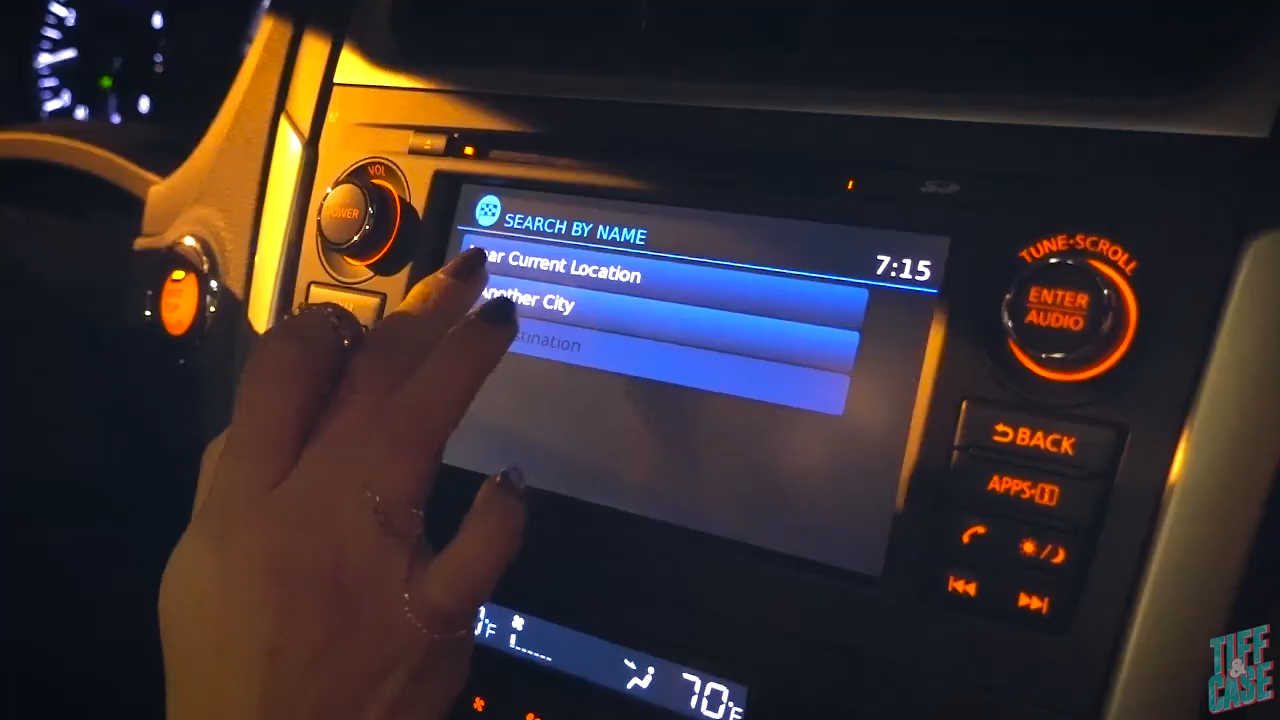 VOL
POWER
SEARCH BY NAME
7:15
Near Current Location
Another City
TUNE·SCROLL
ENTER
AUDIO
BACK
APPS·i
°F
70°F
TIFF
&
CASE